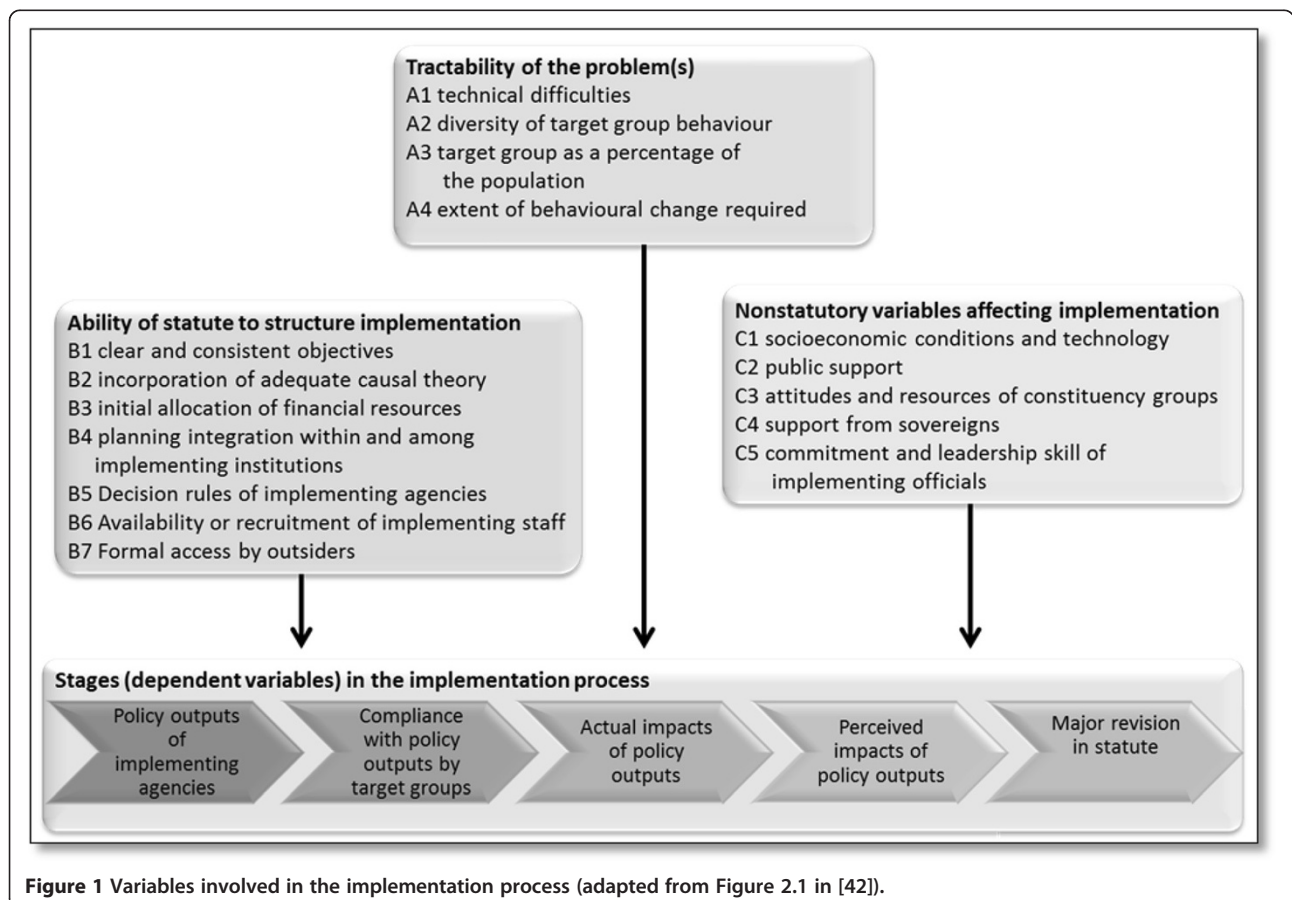 Tractability of the problem(s)
A1 technical difficulties
A2 diversity of target group behaviour
A3 target group as a percentage of
the population
A4 extent of behavioural change required
Ability of statute to structure implementation
B1 clear and consistent objectives
B2 incorporation of adequate causal theory
B3 initial allocation of financial resources
B4 planning integration within and among
implementing institutions
B5 Decision rules of implementing agencies
B6 Availability or recruitment of implementing staff
B7 Formal access by outsiders
Nonstatutory variables affecting implementation
C1 socioeconomic conditions and technology
C2 public support
C3 attitudes and resources of constituency groups
C4 support from sovereigns
C5 commitment and leadership skill of
implementing officials
Stages (dependent variables) in the implementation process
Policy outputs
of
implementing
agencies
Compliance
with policy
outputs by
target groups
Actual impacts
of policy
outputs
Perceived
impacts of
policy outputs
Major revision
in statute
Figure 1 Variables involved in the implementation process (adapted from Figure 2.1 in [42]).